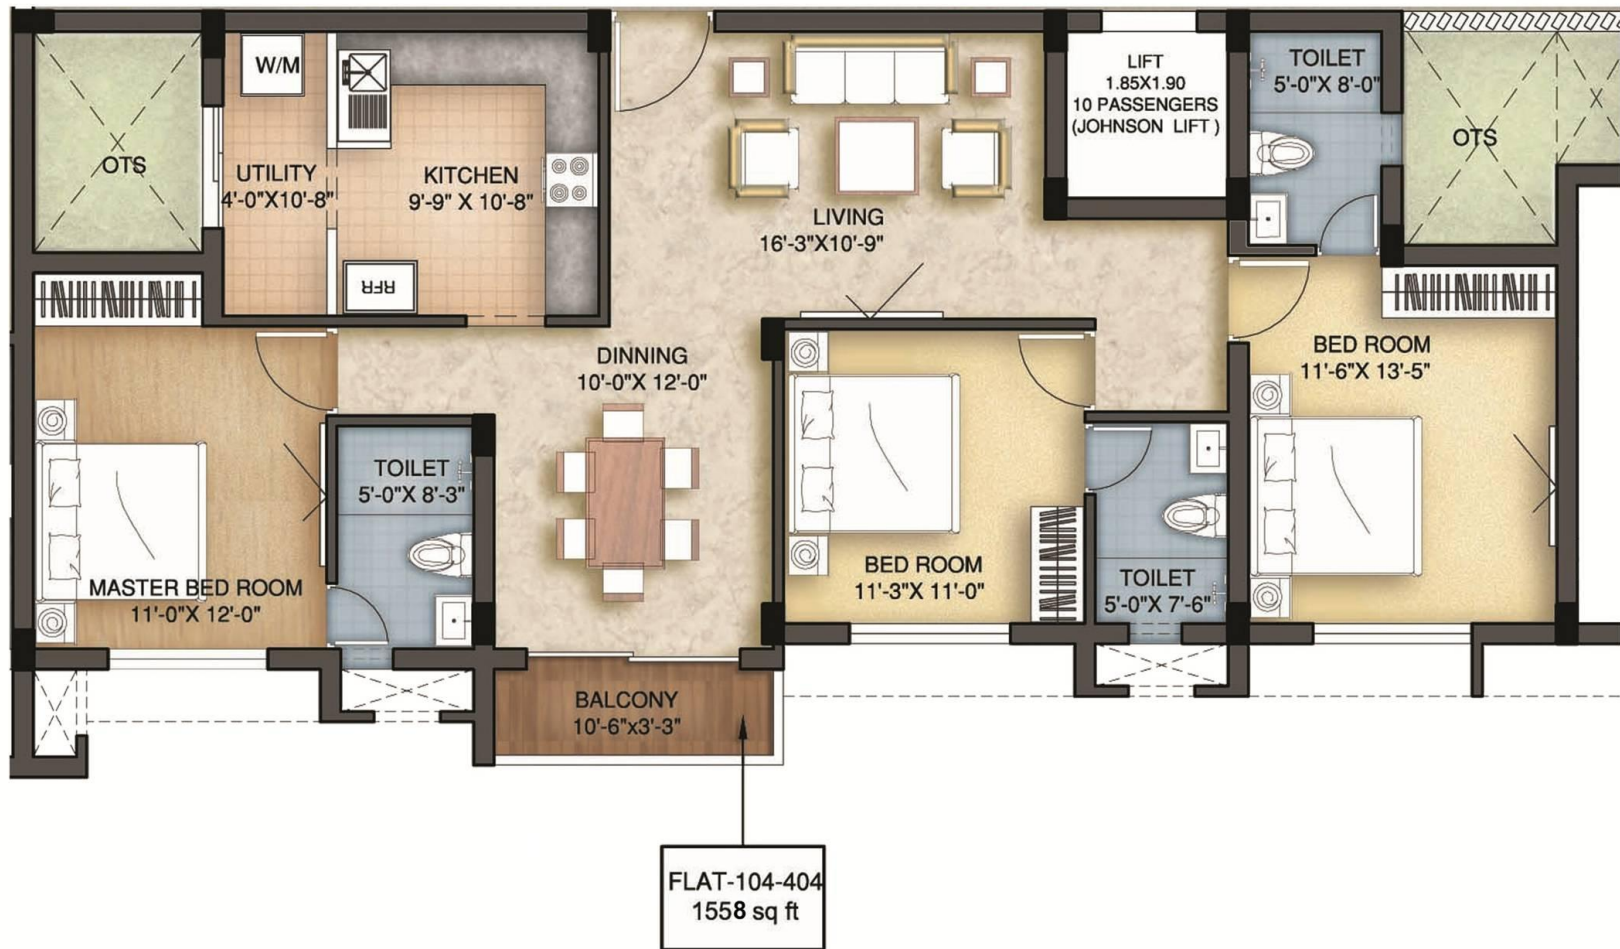 OTS
W/M
UTILITY
4'-0"X10'-8"
KITCHEN
9'-9" X 10'-8"
RFR
LIVING
16'-3"X10'-9"
LIFT
1.85X1.90
10 PASSENGERS
(JOHNSON LIFT )
TOILET
5'-0"X 8'-0"
OTS
DINNING
10'-0"X 12'-0"
BED ROOM
11'-6"X 13'-5"
TOILET
5'-0"X 8'-3"
MASTER BED ROOM
11'-0"X 12'-0"
BED ROOM
11'-3"X 11'-0"
TOILET
5'-0"X 7'-6"
BALCONY
10'-6"x3'-3"
FLAT-104-404
1558 sq ft